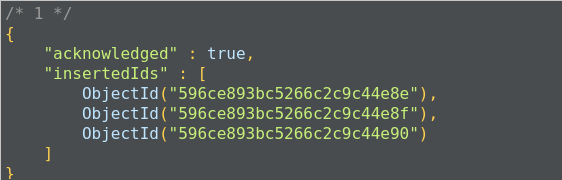 /* 1 */
{
    "acknowledged" : true,
    "insertedIds" : [
        ObjectId("596ce893bc5266c2c9c44e8e"),
        ObjectId("596ce893bc5266c2c9c44e8f"),
        ObjectId("596ce893bc5266c2c9c44e90")
    ]
}